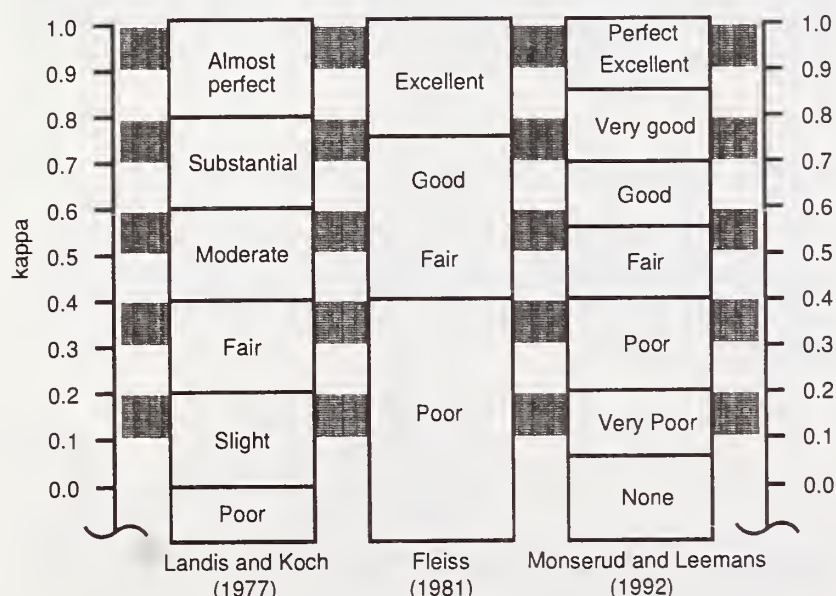 kappa
1.0
0.9
0.8
0.7
0.6
0.5
0.4
0.3
0.2
0.1
0.0
Almost
perfect
Substantial
Moderate
Fair
Slight
Poor
Landis and Koch
(1977)
Excellent
Good
Fair
Poor
Fleiss
(1981)
Perfect
Excellent
Very good
Good
Fair
Poor
Very Poor
None
Monserud and Leemans
(1992)
1.0
0.9
0.8
0.7
0.6
0.5
0.4
0.3
0.2
0.1
0.0